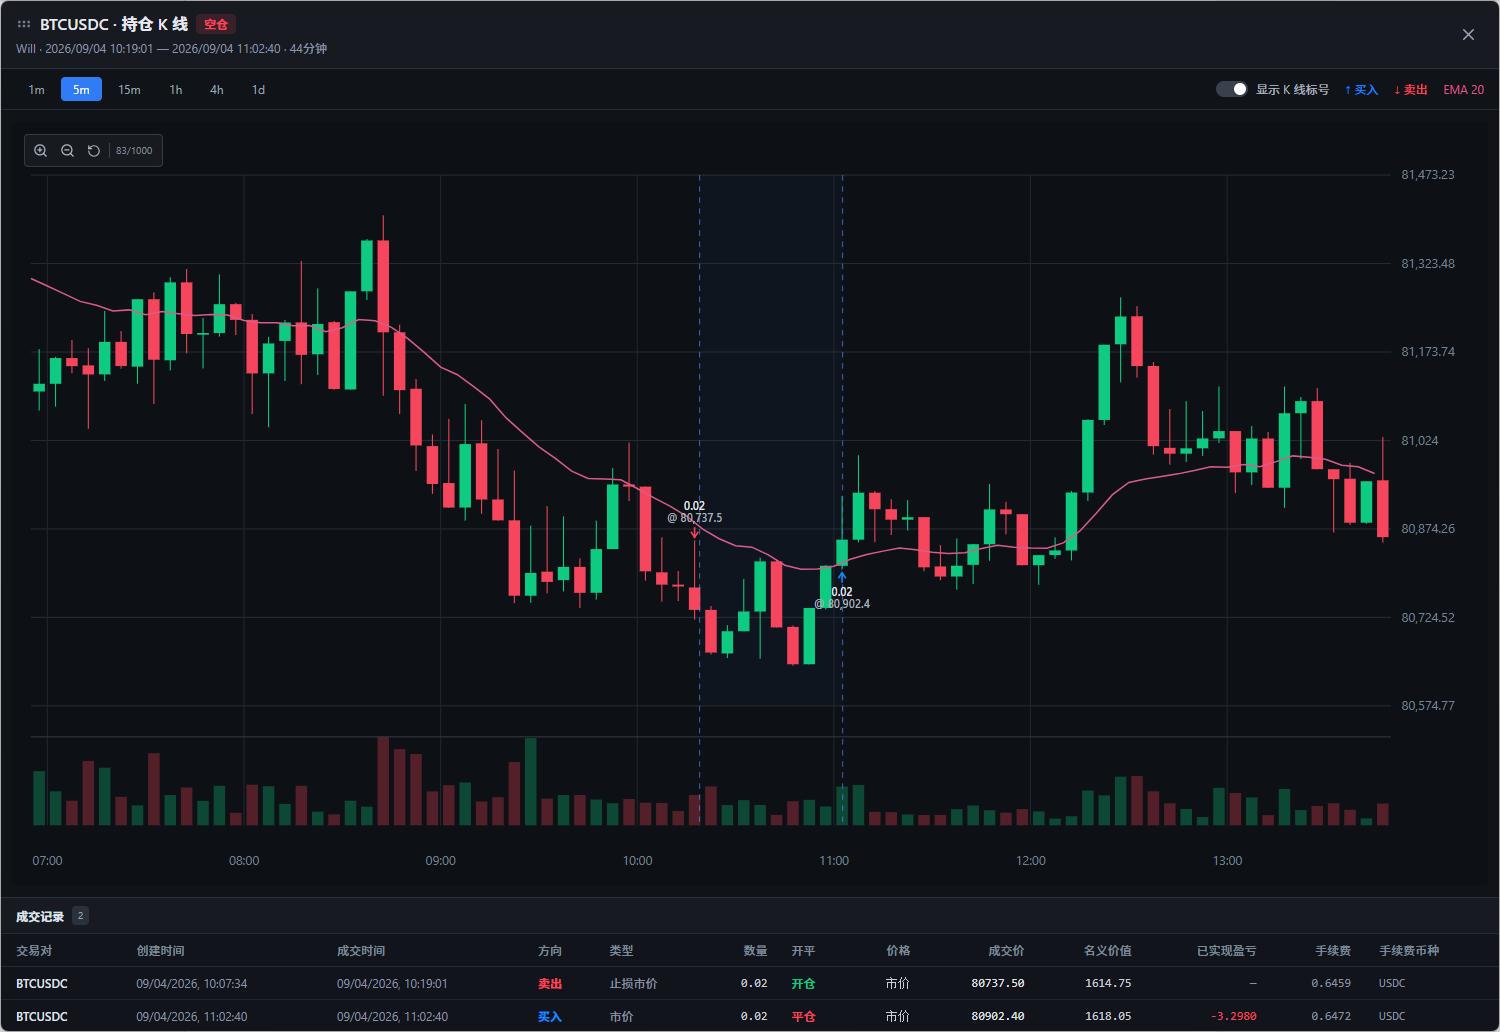 BTCUSDC · 持仓 K 线 空仓
Will · 2026/09/04 10:19:01 — 2026/09/04 11:02:40 · 44分钟
1m 5m 15m 1h 4h 1d
显示 K 线标号 ↑ 买入 ↓ 卖出 EMA 20
83/1000
81,473.23
81,323.48
81,173.74
81,024
80,874.26
80,724.52
80,574.77
0.02
@ 80,737.5
0.02
@ 80,902.4
07:00 08:00 09:00 10:00 11:00 12:00 13:00
成交记录 2
交易对 创建时间 成交时间 方向 类型 数量 开平 价格 成交价 名义价值 已实现盈亏 手续费 手续费币种
BTCUSDC 09/04/2026, 10:07:34 09/04/2026, 10:19:01 卖出 止损市价 0.02 开仓 市价 80737.50 1614.75 — 0.6459 USDC
BTCUSDC 09/04/2026, 11:02:40 09/04/2026, 11:02:40 买入 市价 0.02 平仓 市价 80902.40 1618.05 -3.2980 0.6472 USDC